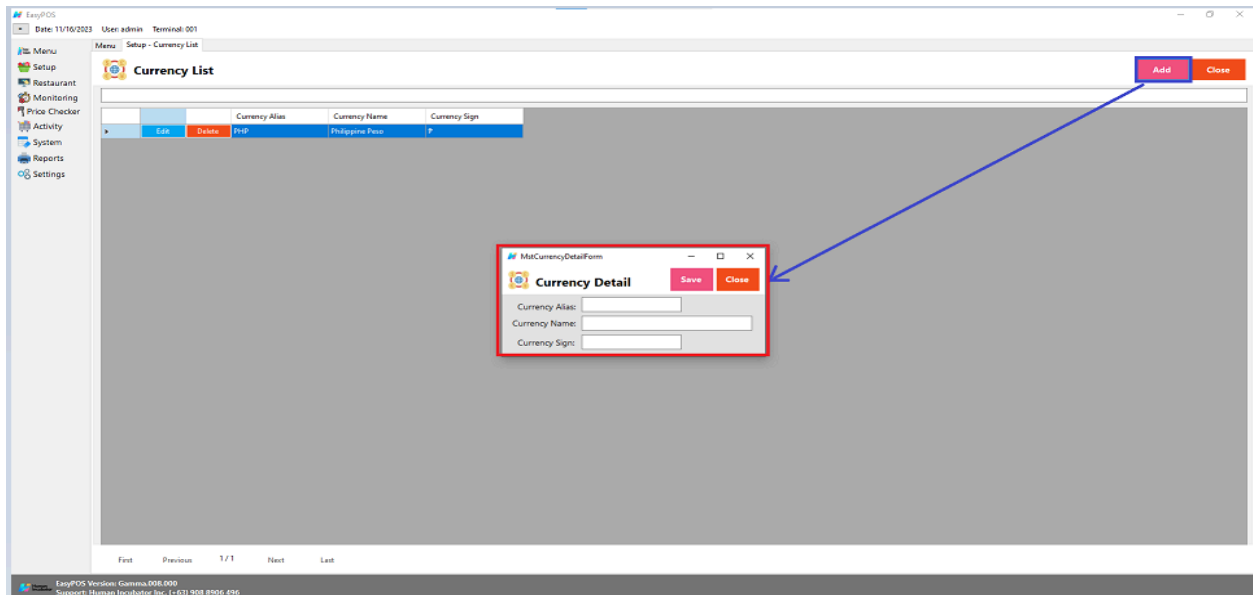 EasyPOS
Date: 11/16/2023 User: admin Terminal: 001
Menu
Setup
Restaurant
Monitoring
Price Checker
Activity
System
Reports
Settings
Menu Setup - Currency List
Currency List
Add Close
Currency Alias Currency Name Currency Sign
Edit Delete PHP Philippine Peso ₱
MstCurrencyDetailForm
Currency Detail Save Close
Currency Alias:
Currency Name:
Currency Sign:
First Previous 1 / 1 Next Last
Human Incubator
EasyPOS Version: Gamma.008.000
Support: Human Incubator Inc. (+63) 908 8906 496